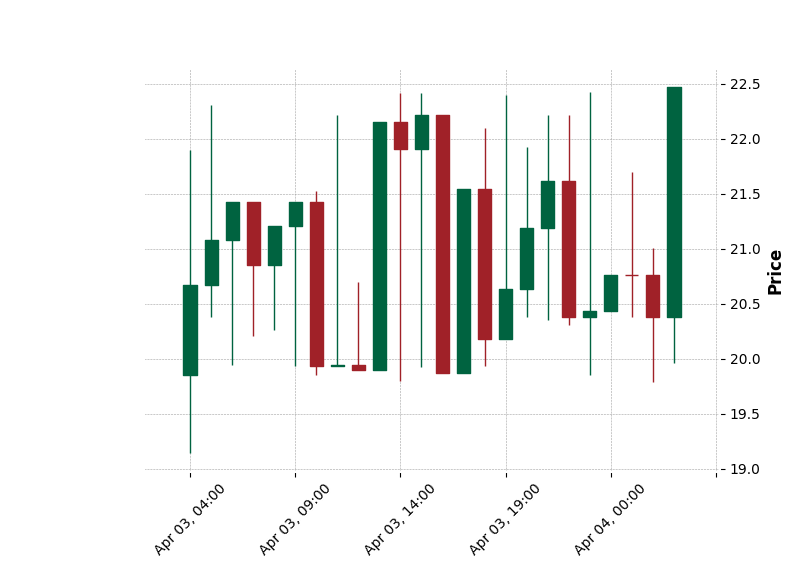 22.5
22.0
21.5
21.0
20.5
20.0
19.5
19.0
Price
Apr 03, 04:00
Apr 03, 09:00
Apr 03, 14:00
Apr 03, 19:00
Apr 04, 00:00